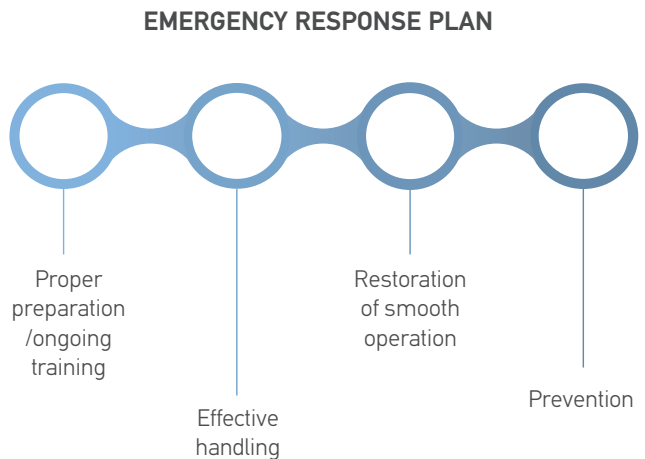 EMERGENCY RESPONSE PLAN
Proper
preparation
/ongoing
training
Effective
handling
Restoration
of smooth
operation
Prevention